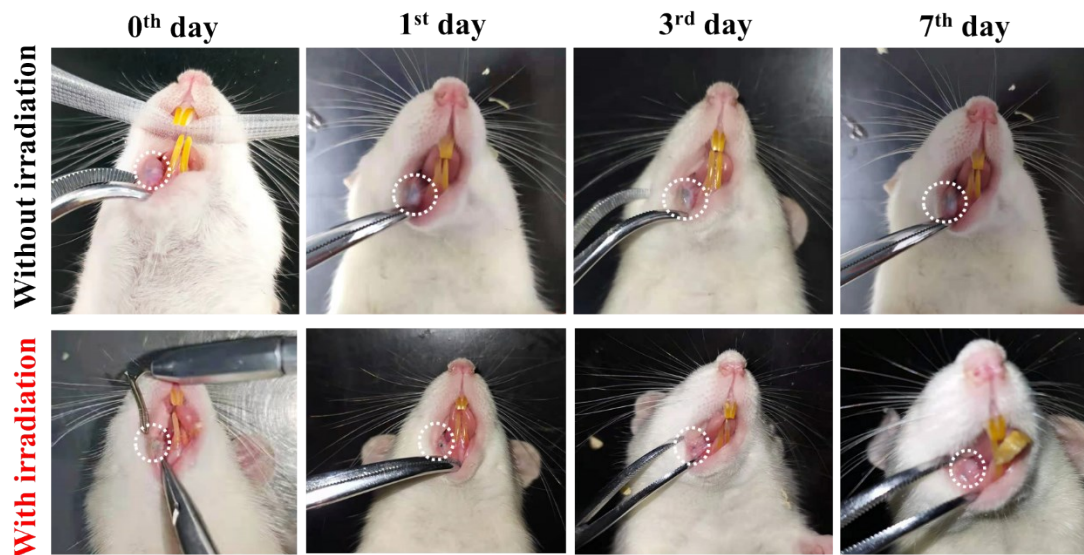 0th day
1st day
3rd day
7th day
Without irradiation
With irradiation